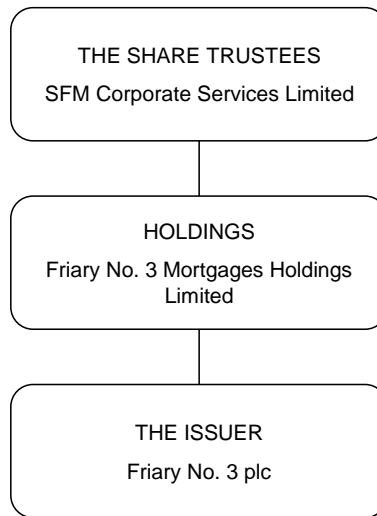 THE SHARE TRUSTEES
SFM Corporate Services Limited
HOLDINGS
Friary No. 3 Mortgages Holdings
Limited
THE ISSUER
Friary No. 3 plc